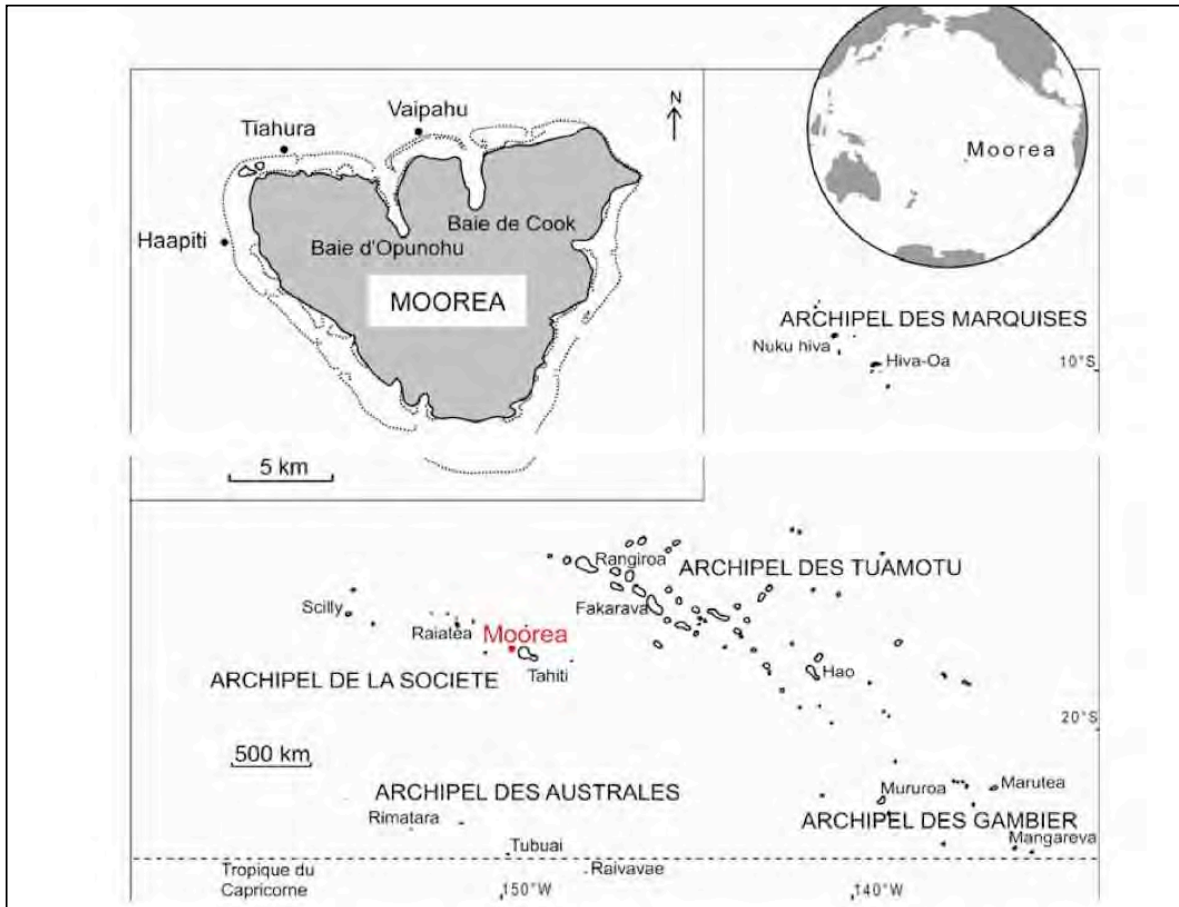 N
Vaipahu
Tiahura
Moorea
Baie de Cook
Haapiti
Baie d'Opunohu
MOOREA
ARCHIPEL DES MARQUISES
Nuku hiva
Hiva-Oa
10°S
5 km
Rangiroa
ARCHIPEL DES TUAMOTU
Scilly
Fakarava
Raiatea
Moorea
Hao
Tahiti
ARCHIPEL DE LA SOCIETE
20°S
500 km
ARCHIPEL DES AUSTRALES
Mururoa
Marutea
Rimatara
ARCHIPEL DES GAMBIER
Mangareva
Tubuai
Tropique du
Capricorne
Raivavae
150°W
140°W